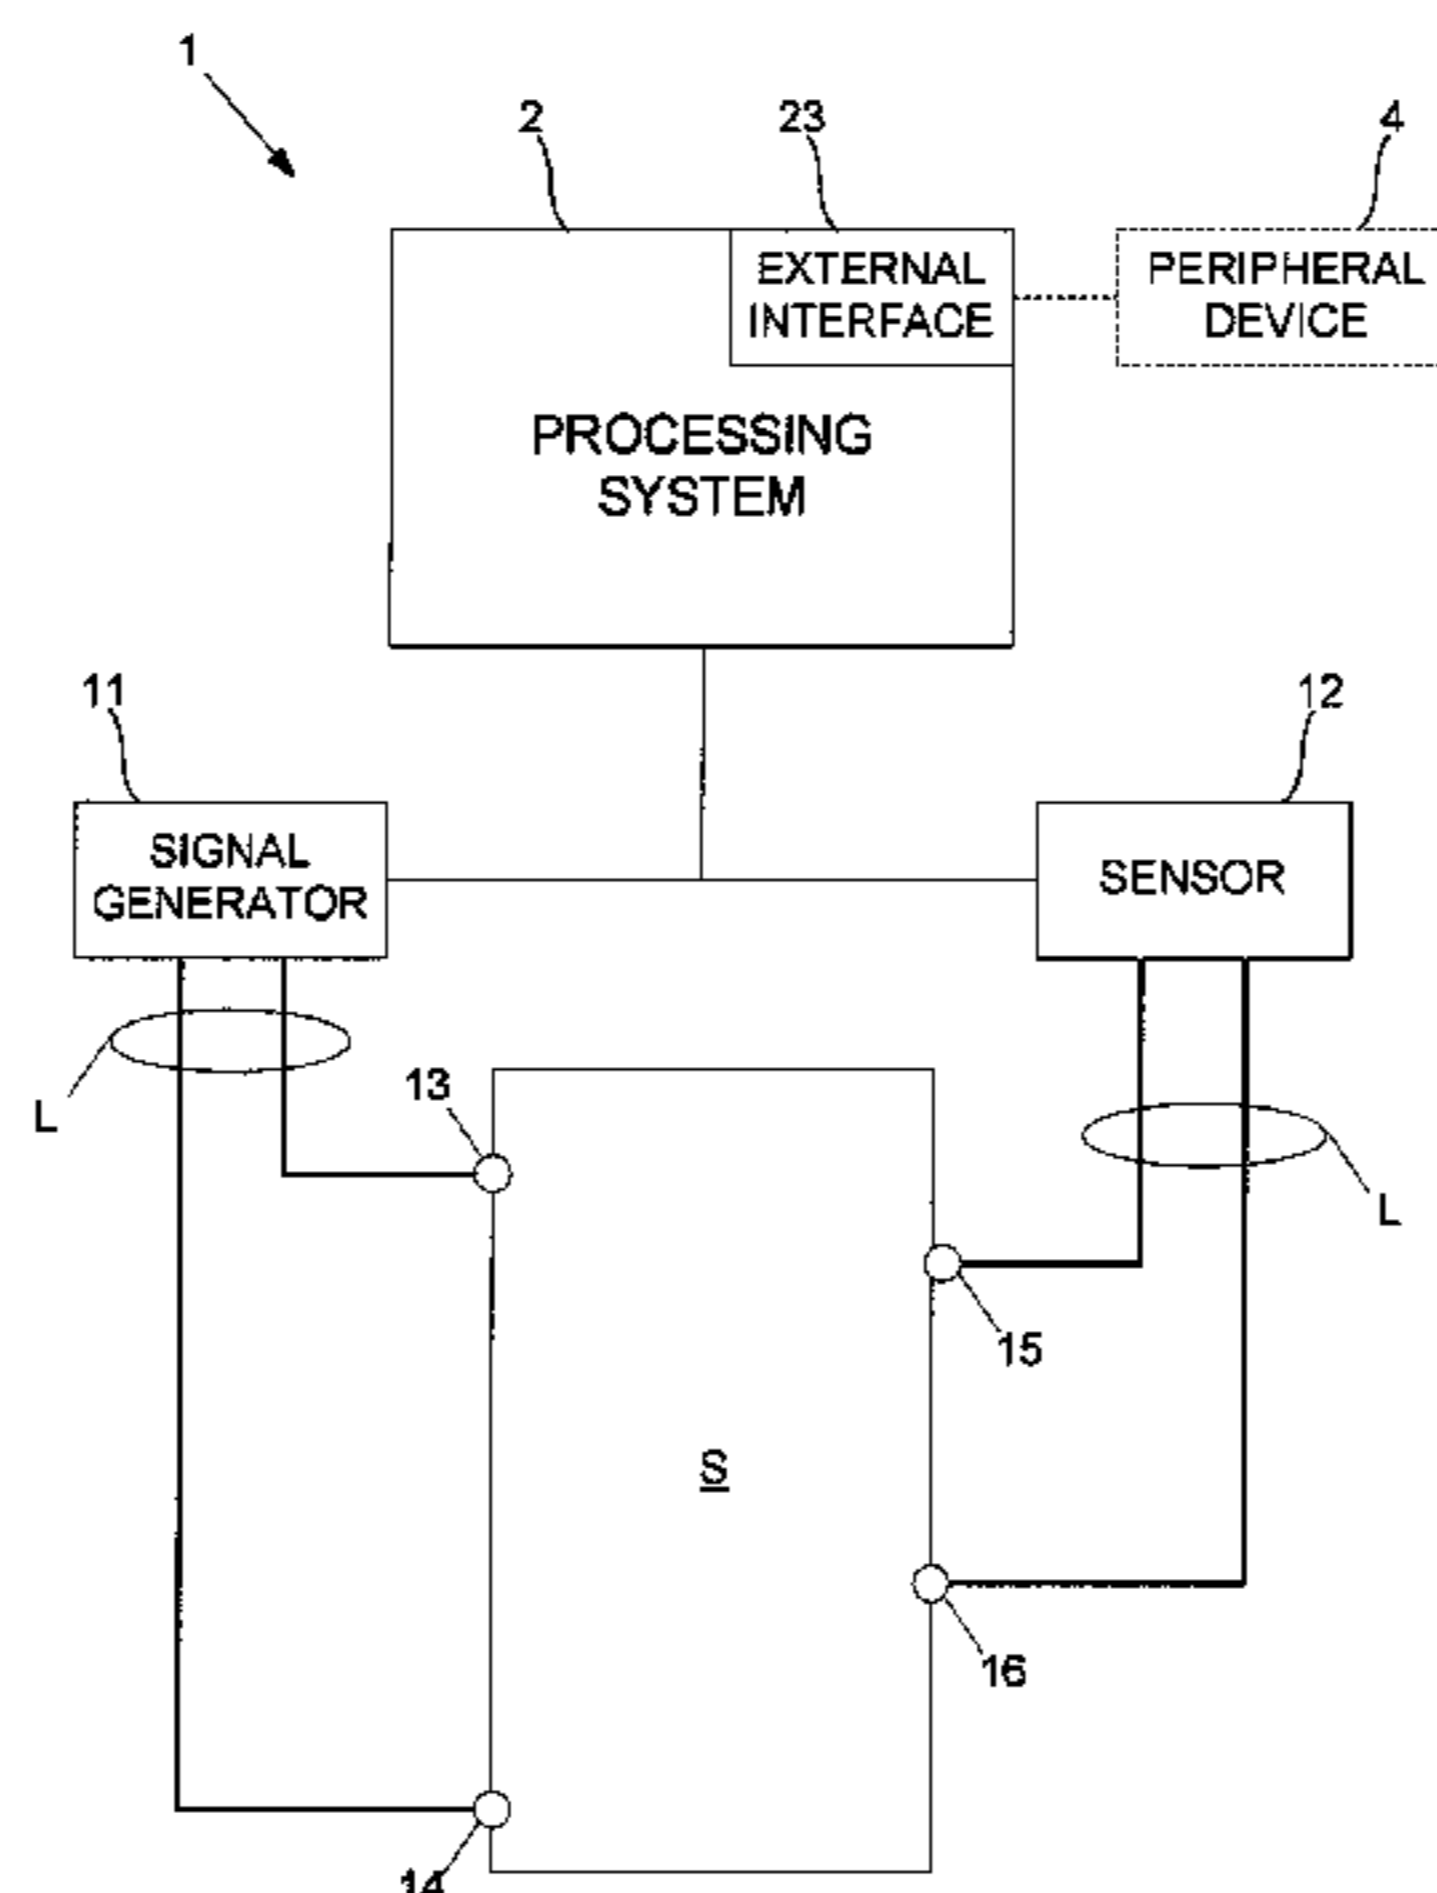 1
2
23
4
EXTERNAL
INTERFACE
PERIPHERAL
DEVICE
PROCESSING
SYSTEM
11
12
SIGNAL
GENERATOR
SENSOR
L
13
L
15
S
16
14